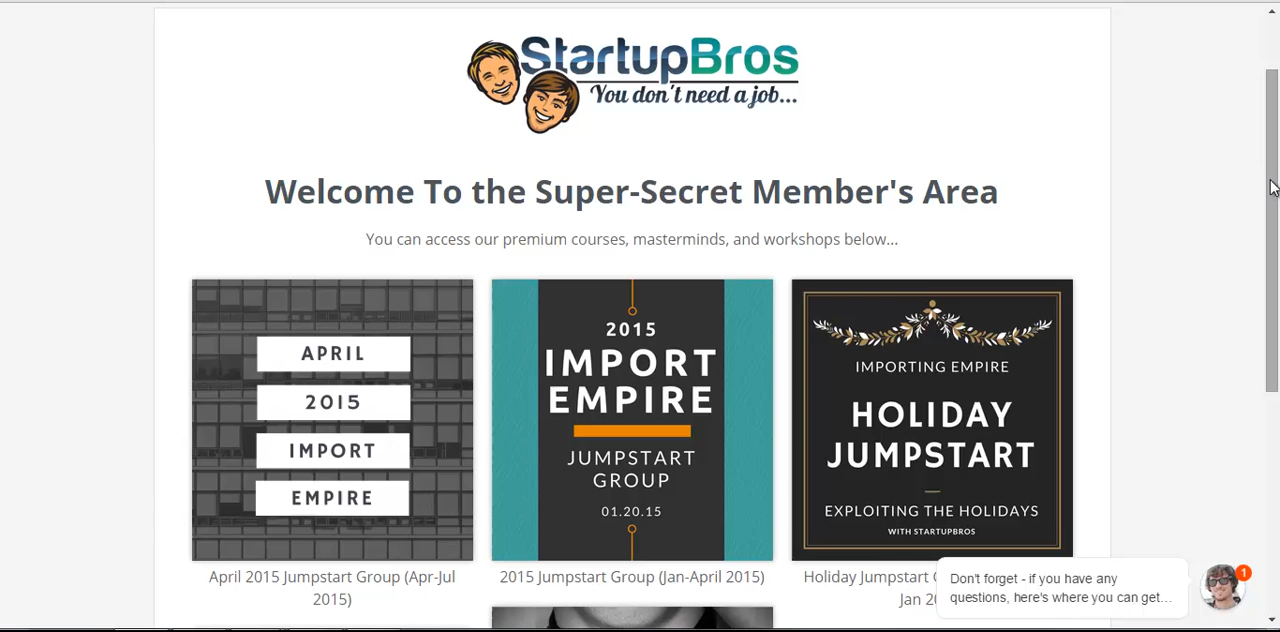 StartupBros
You don't need a job...
Welcome To the Super-Secret Member's Area
You can access our premium courses, masterminds, and workshops below...
APRIL
2015
IMPORT
EMPIRE
2015
IMPORT
EMPIRE
JUMPSTART
GROUP
01.20.15
IMPORTING EMPIRE
HOLIDAY
JUMPSTART
EXPLOITING THE HOLIDAYS
WITH STARTUPBROS
April 2015 Jumpstart Group (Apr-Jul
2015)
2015 Jumpstart Group (Jan-April 2015)
Holiday Jumpstart
Jan 20
Don't forget - if you have any
questions, here's where you can get...
1